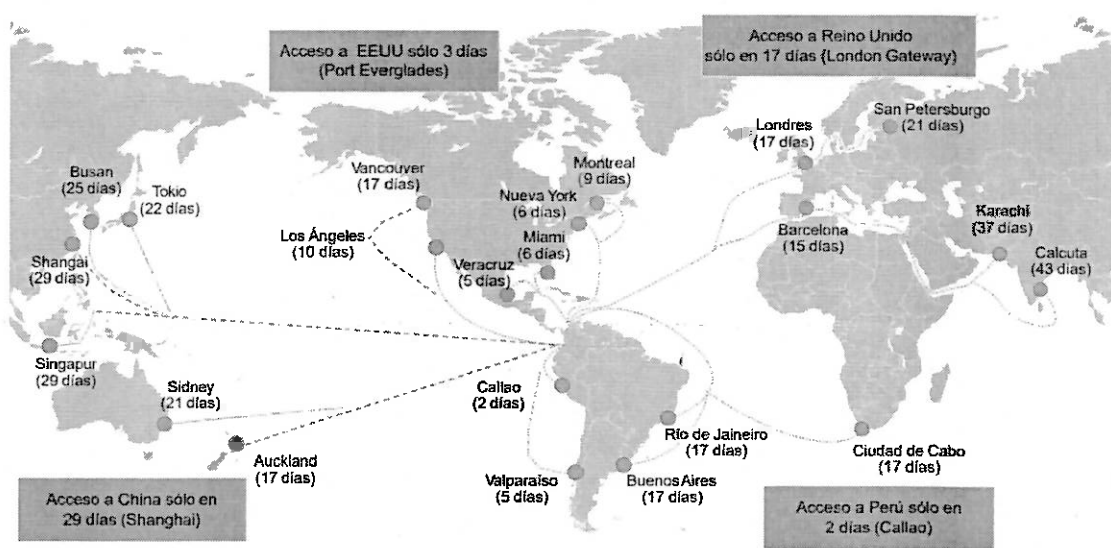 Acceso a EEUU sólo 3 días
(Port Everglades)
Acceso a Reino Unido
sólo en 17 días (London Gateway)
San Petersburgo
(21 días)
Londres
(17 días)
Montreal
(9 días)
Vancouver
(17 días)
Busan
(25 días)
Tokio
(22 días)
Nueva York
(6 días)
Karachi
(37 días)
Barcelona
(15 días)
Miami
(6 días)
Los Ángeles
(10 días)
Calcuta
(43 días)
Shangai
(29 días)
Veracruz
(5 días)
Singapur
(29 días)
Sidney
(21 días)
Callao
(2 días)
Río de Jaineiro
(17 días)
Ciudad de Cabo
(17 días)
Auckland
(17 días)
Valparaiso
(5 días)
Buenos Aires
(17 días)
Acceso a China sólo en
29 días (Shanghai)
Acceso a Perú sólo en
2 días (Callao)